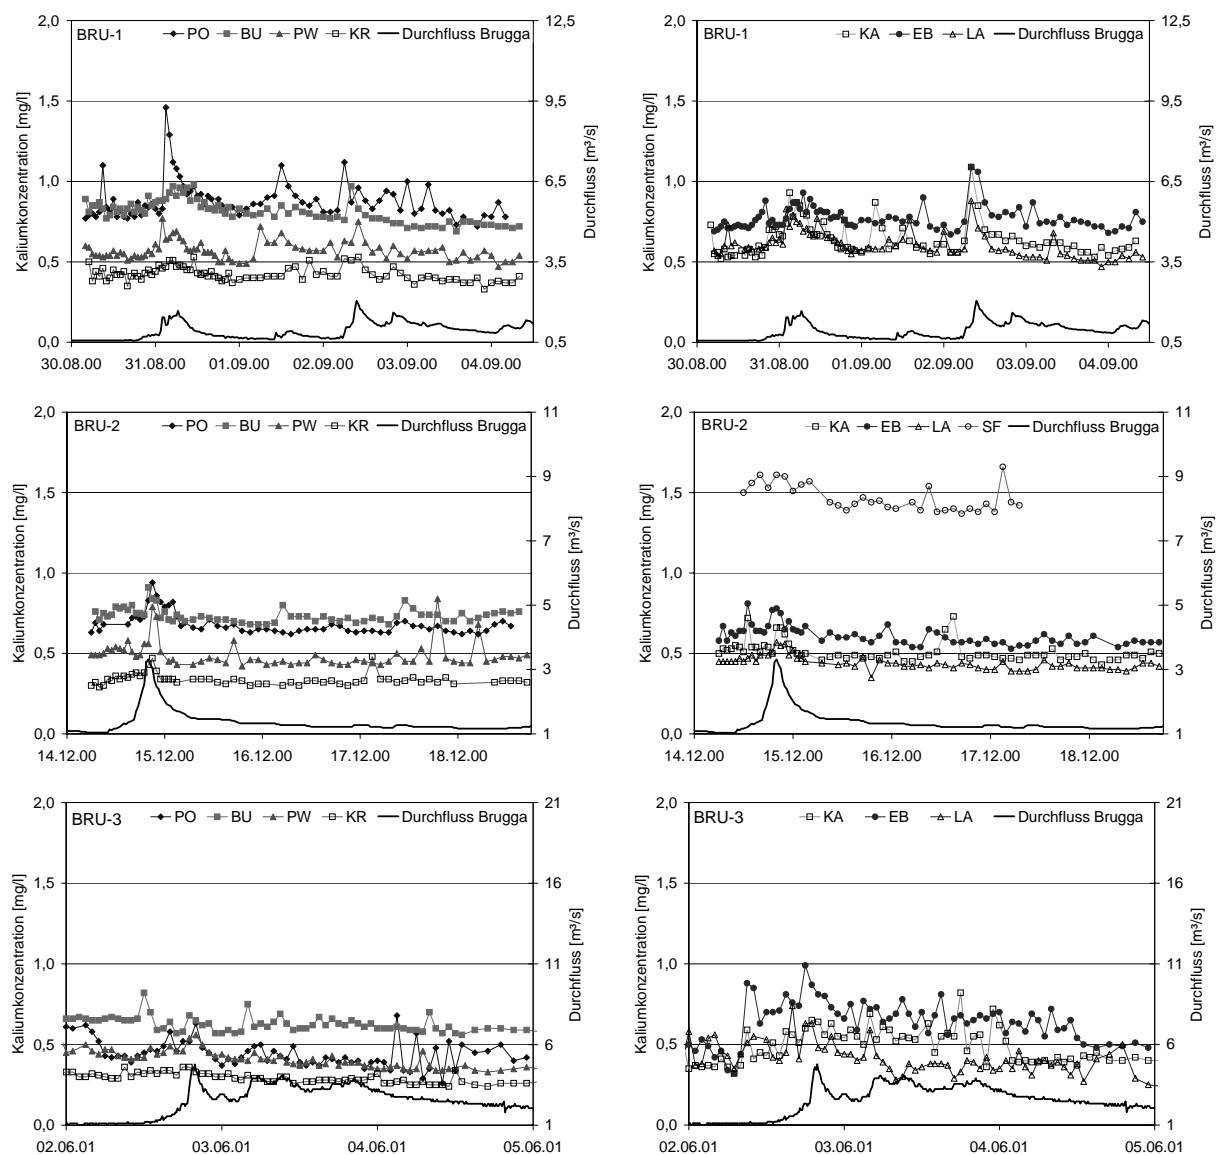 BRU-1 PO BU PW KR Durchfluss Brugga
Kaliumkonzentration [mg/l]
2,0
1,5
1,0
0,5
0,0
12,5
9,5
6,5
3,5
0,5
Durchfluss [m³/s]
30.08.00 31.08.00 01.09.00 02.09.00 03.09.00 04.09.00
BRU-1 KA EB LA Durchfluss Brugga
Kaliumkonzentration [mg/l]
2,0
1,5
1,0
0,5
0,0
12,5
9,5
6,5
3,5
0,5
Durchfluss [m³/s]
30.08.00 31.08.00 01.09.00 02.09.00 03.09.00 04.09.00
BRU-2 PO BU PW KR Durchfluss Brugga
Kaliumkonzentration [mg/l]
2,0
1,5
1,0
0,5
0,0
11
9
7
5
3
1
Durchfluss [m³/s]
14.12.00 15.12.00 16.12.00 17.12.00 18.12.00
BRU-2 KA EB LA SF Durchfluss Brugga
Kaliumkonzentration [mg/l]
2,0
1,5
1,0
0,5
0,0
11
9
7
5
3
1
Durchfluss [m³/s]
14.12.00 15.12.00 16.12.00 17.12.00 18.12.00
BRU-3 PO BU PW KR Durchfluss Brugga
Kaliumkonzentration [mg/l]
2,0
1,5
1,0
0,5
0,0
21
16
11
6
1
Durchfluss [m³/s]
02.06.01 03.06.01 04.06.01 05.06.01
BRU-3 KA EB LA Durchfluss Brugga
Kaliumkonzentration [mg/l]
2,0
1,5
1,0
0,5
0,0
21
16
11
6
1
Durchfluss [m³/s]
02.06.01 03.06.01 04.06.01 05.06.01